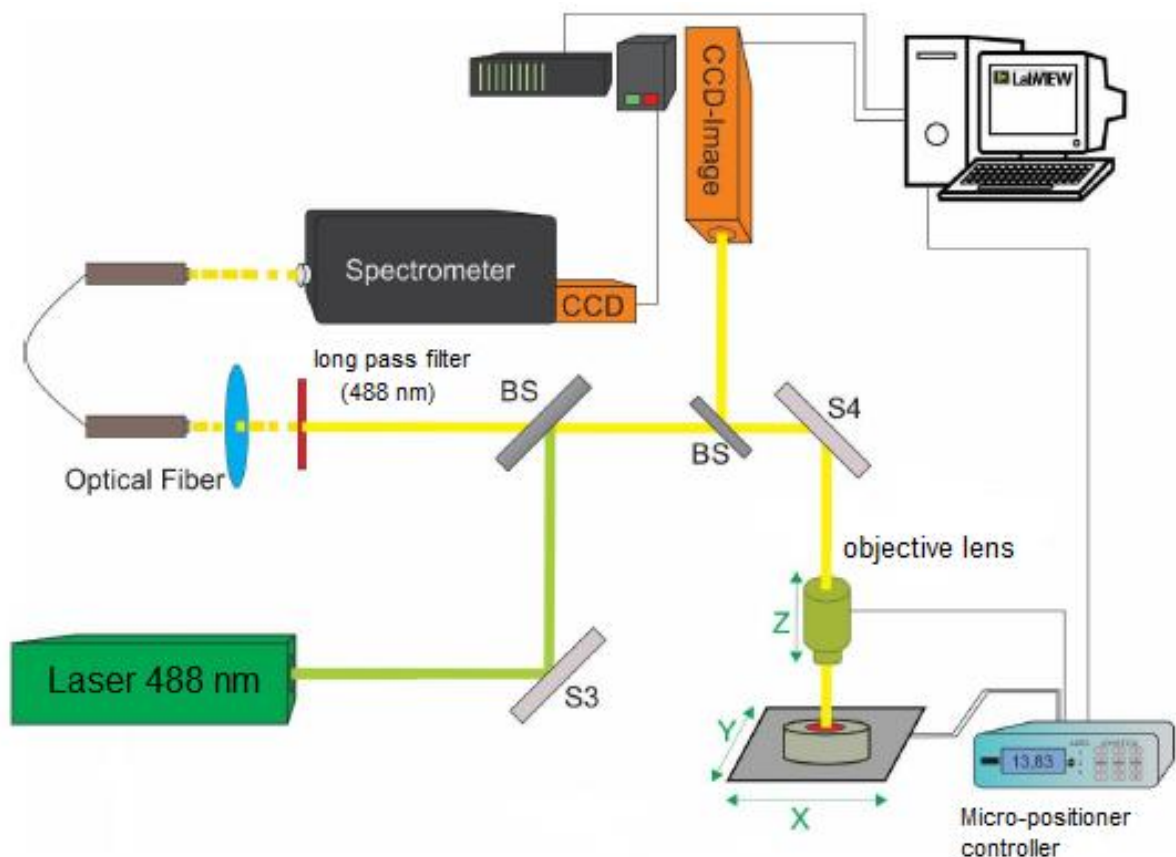 CCD-Image
LabVIEW
Spectrometer
CCD
long pass filter
(488 nm)
BS
S4
BS
Optical Fiber
objective lens
Z
Laser 488 nm
S3
Y
X
13,83
Micro-positioner
controller